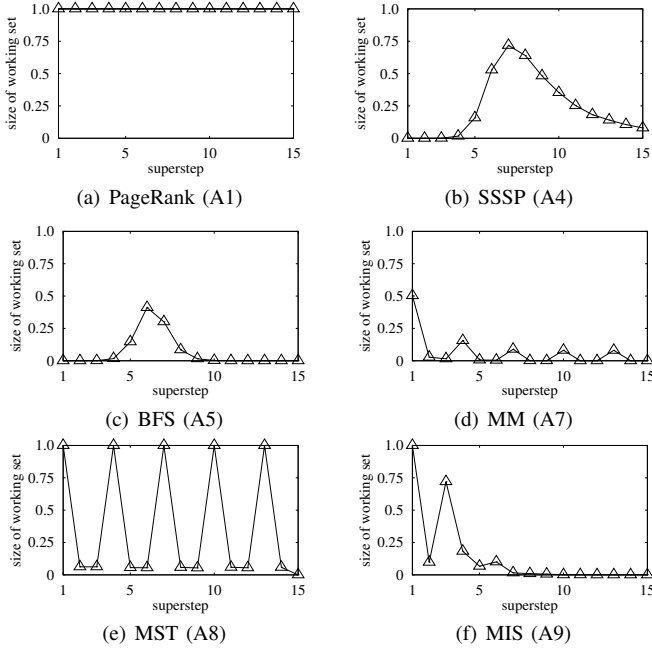 size of working set
1.0
0.75
0.5
0.25
0
1 5 10 15
superstep
(a) PageRank (A1)
size of working set
1.0
0.75
0.5
0.25
0
1 5 10 15
superstep
(b) SSSP (A4)
size of working set
1.0
0.75
0.5
0.25
0
1 5 10 15
superstep
(c) BFS (A5)
size of working set
1.0
0.75
0.5
0.25
0
1 5 10 15
superstep
(d) MM (A7)
size of working set
1.0
0.75
0.5
0.25
0
1 5 10 15
superstep
(e) MST (A8)
size of working set
1.0
0.75
0.5
0.25
0
1 5 10 15
superstep
(f) MIS (A9)